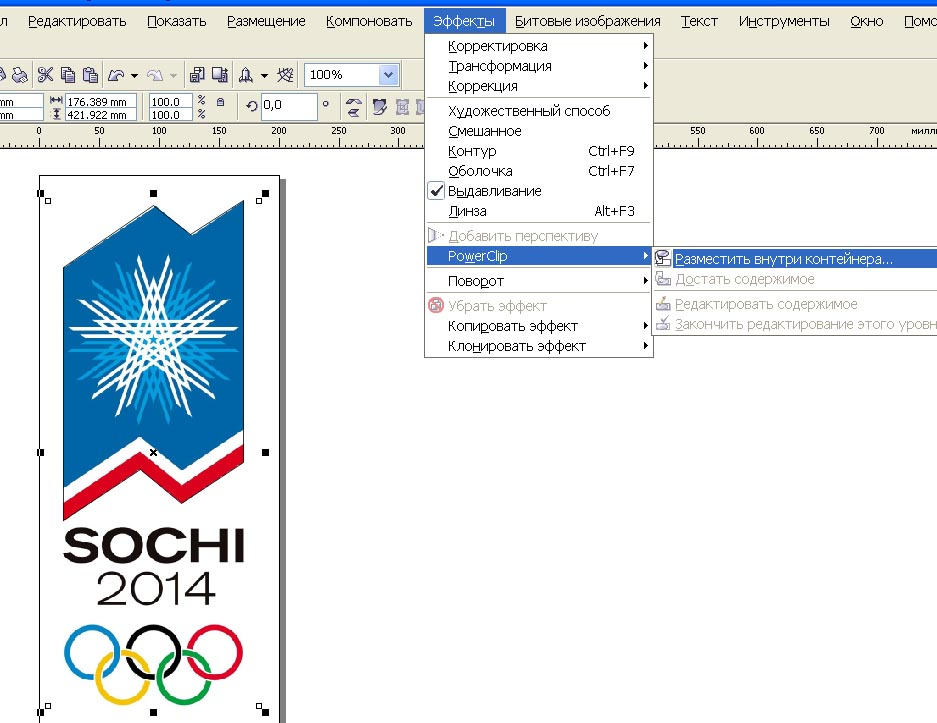 л Редактировать Показать Размещение Компоновать Эффекты Битовые изображения Текст Инструменты Окно Помо
100%
mm 176.389 mm 100.0 % 0,0 °
mm 421.922 mm 100.0 %
0 50 100 150 200 250 300 550 600 650 700 милли
Корректировка
Трансформация
Коррекция
Художественный способ
Смешанное
Контур Ctrl+F9
Оболочка Ctrl+F7
Выдавливание
Линза Alt+F3
Добавить перспективу
PowerClip
Поворот
Убрать эффект
Копировать эффект
Клонировать эффект
Разместить внутри контейнера...
Достать содержимое
Редактировать содержимое
Закончить редактирование этого уровн
SOCHI
2014